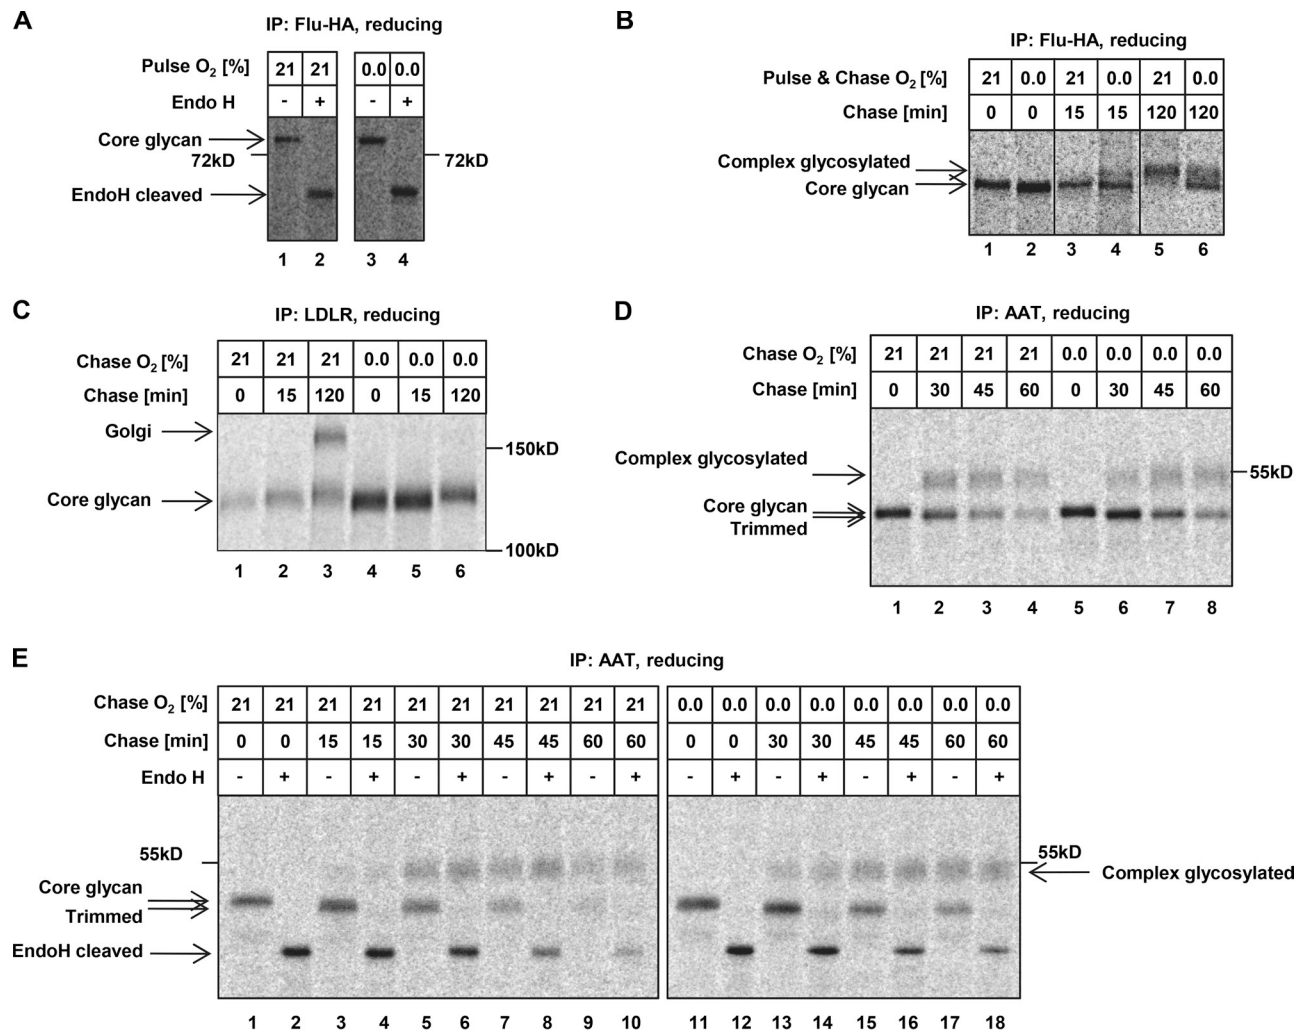 A
IP: Flu-HA, reducing
Pulse O2 [%] 21 21 0.0 0.0
Endo H - + - +
Core glycan
72kD 72kD
EndoH cleaved
1 2 3 4
B
IP: Flu-HA, reducing
Pulse & Chase O2 [%] 21 0.0 21 0.0 21 0.0
Chase [min] 0 0 15 15 120 120
Complex glycosylated
Core glycan
1 2 3 4 5 6
C
IP: LDLR, reducing
Chase O2 [%] 21 21 21 0.0 0.0 0.0
Chase [min] 0 15 120 0 15 120
Golgi
150kD
Core glycan
100kD
1 2 3 4 5 6
D
IP: AAT, reducing
Chase O2 [%] 21 21 21 21 0.0 0.0 0.0 0.0
Chase [min] 0 30 45 60 0 30 45 60
Complex glycosylated
55kD
Core glycan
Trimmed
1 2 3 4 5 6 7 8
E
IP: AAT, reducing
Chase O2 [%] 21 21 21 21 21 21 21 21 21 21 0.0 0.0 0.0 0.0 0.0 0.0 0.0 0.0
Chase [min] 0 0 15 15 30 30 45 45 60 60 0 0 30 30 45 45 60 60
Endo H - + - + - + - + - + - + - + - + - +
55kD 55kD
Complex glycosylated
Core glycan
Trimmed
EndoH cleaved
1 2 3 4 5 6 7 8 9 10 11 12 13 14 15 16 17 18